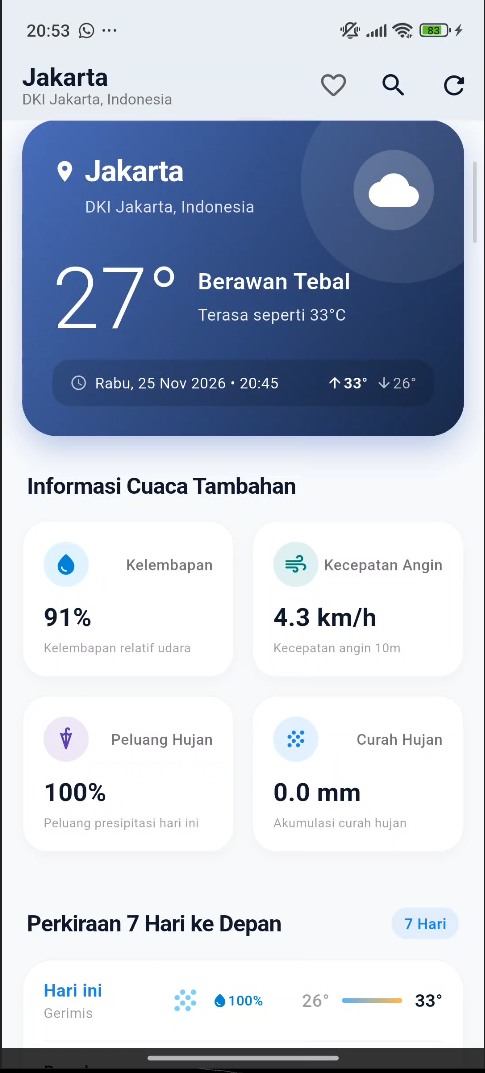 20:53
83
Jakarta
DKI Jakarta, Indonesia
Jakarta
DKI Jakarta, Indonesia
27°
Berawan Tebal
Terasa seperti 33°C
Rabu, 25 Nov 2026 • 20:45 ↑33° ↓26°
Informasi Cuaca Tambahan
Kelembapan
91%
Kelembapan relatif udara
Kecepatan Angin
4.3 km/h
Kecepatan angin 10m
Peluang Hujan
100%
Peluang presipitasi hari ini
Curah Hujan
0.0 mm
Akumulasi curah hujan
Perkiraan 7 Hari ke Depan
7 Hari
Hari ini
Gerimis
100%
26°
33°